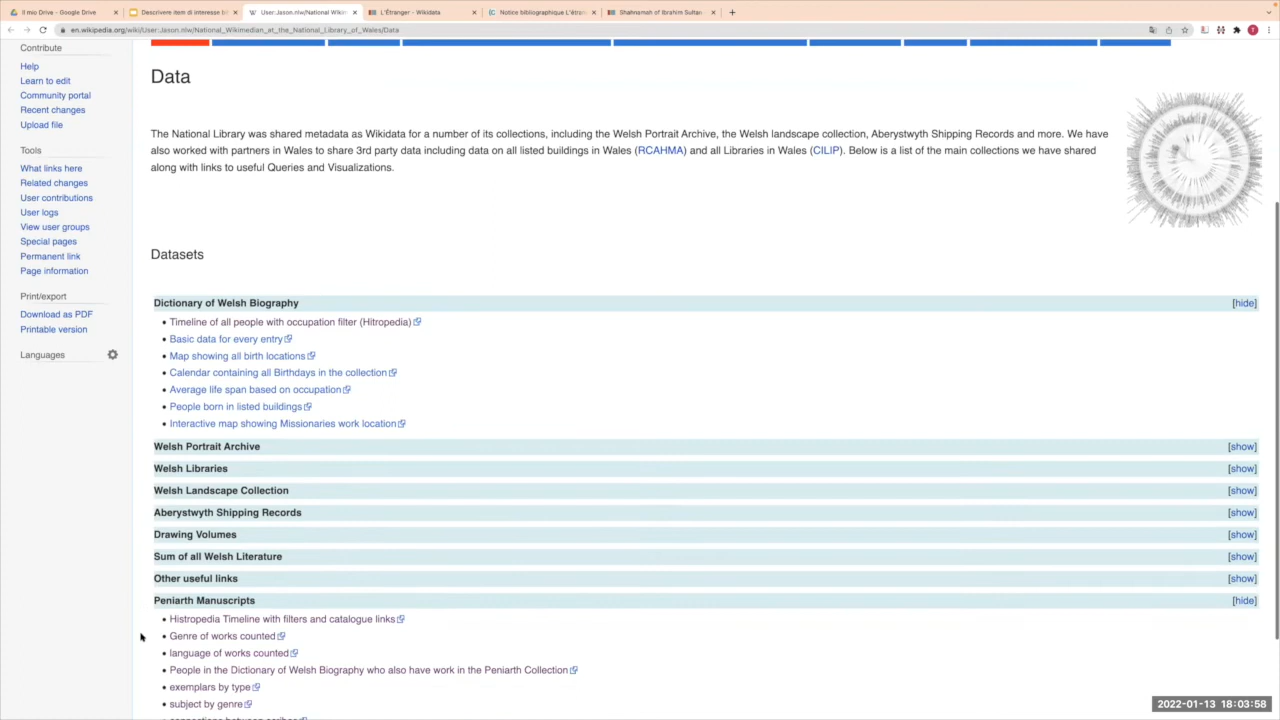 Il mio Drive - Google Drive
Descrivere item di interesse bi
User:Jason.nlw/National Wikim
L'Étranger - Wikidata
Notice bibliographique L'étran
Shahnamah of Ibrahim Sultan
en.wikipedia.org/wiki/User:Jason.nlw/National_Wikimedian_at_the_National_Library_of_Wales/Data
Contribute
Help
Learn to edit
Community portal
Recent changes
Upload file
Tools
What links here
Related changes
User contributions
User logs
View user groups
Special pages
Permanent link
Page information
Print/export
Download as PDF
Printable version
Languages
Data
The National Library was shared metadata as Wikidata for a number of its collections, including the Welsh Portrait Archive, the Welsh landscape collection, Aberystwyth Shipping Records and more. We have
also worked with partners in Wales to share 3rd party data including data on all listed buildings in Wales (RCAHMA) and all Libraries in Wales (CILIP). Below is a list of the main collections we have shared
along with links to useful Queries and Visualizations.
Datasets
Dictionary of Welsh Biography [hide]
• Timeline of all people with occupation filter (Hitropedia)
• Basic data for every entry
• Map showing all birth locations
• Calendar containing all Birthdays in the collection
• Average life span based on occupation
• People born in listed buildings
• Interactive map showing Missionaries work location
Welsh Portrait Archive [show]
Welsh Libraries [show]
Welsh Landscape Collection [show]
Aberystwyth Shipping Records [show]
Drawing Volumes [show]
Sum of all Welsh Literature [show]
Other useful links [show]
Peniarth Manuscripts [hide]
• Histropedia Timeline with filters and catalogue links
• Genre of works counted
• language of works counted
• People in the Dictionary of Welsh Biography who also have work in the Peniarth Collection
• exemplars by type
• subject by genre
2022-01-13 18:03:58